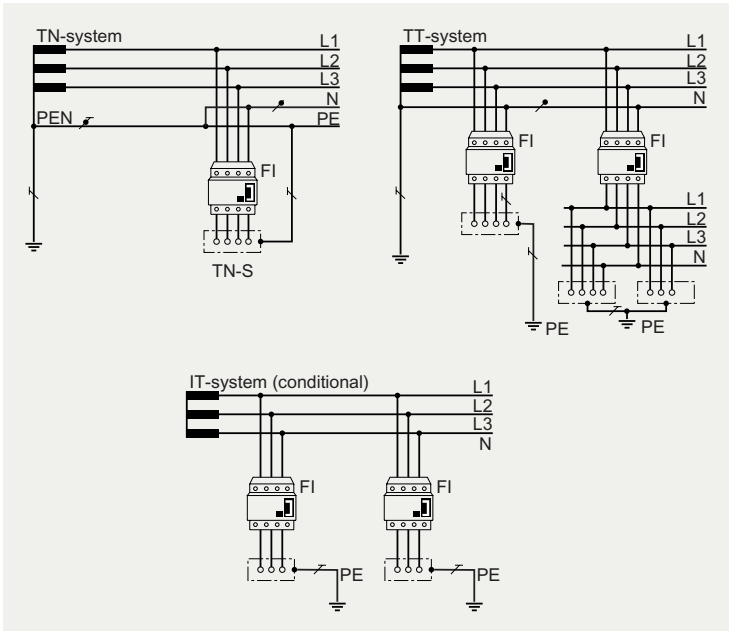 TN-system
L1
L2
L3
N
PEN
PE
FI
TN-S
TT-system
L1
L2
L3
N
FI
FI
L1
L2
L3
N
PE
PE
IT-system (conditional)
L1
L2
L3
N
FI
FI
PE
PE